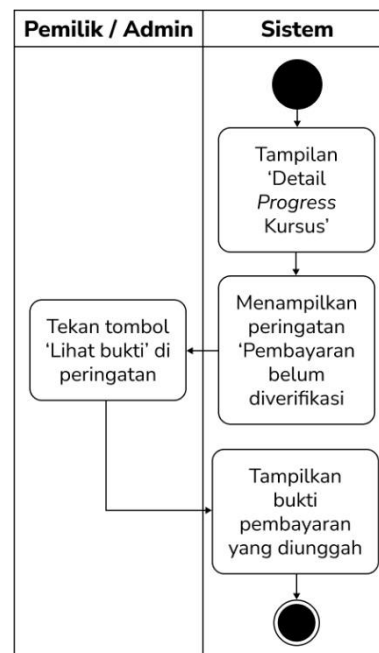 Pemilik / Admin
Sistem
Tampilan
‘Detail
Progress
Kursus’
Menampilkan
peringatan
‘Pembayaran
belum
diverifikasi
Tekan tombol
‘Lihat bukti’ di
peringatan
Tampilkan
bukti
pembayaran
yang diunggah